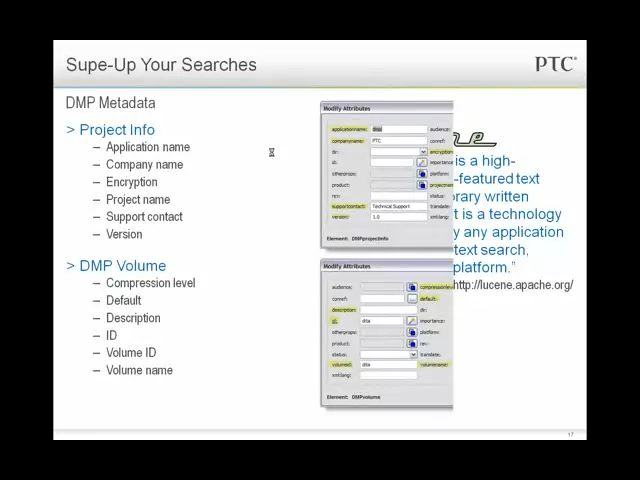 Supe-Up Your Searches
PTC
DMP Metadata
> Project Info
– Application name
– Company name
– Encryption
– Project name
– Support contact
– Version
> DMP Volume
– Compression level
– Default
– Description
– ID
– Volume ID
– Volume name
Modify Attributes
applicationname: dmp audience:
companyname: PTC conref:
dir: encryption
id: importance
otherprops: platform:
product: projectnam
rev: status:
supportcontact: Technical Support translate:
version: 1.0 xml:lang:
Element: DMPprojectinfo
Modify Attributes
audience: compressionlev
conref: default:
description: dir:
id: dita importance:
otherprops: platform:
product: rev:
status: translate:
volumeid: dita volumename:
xml:lang:
Element: DMPvolume
ne
is a high-
-featured text
rary written
t is a technology
y any application
text search,
platform.”
http://lucene.apache.org/
17